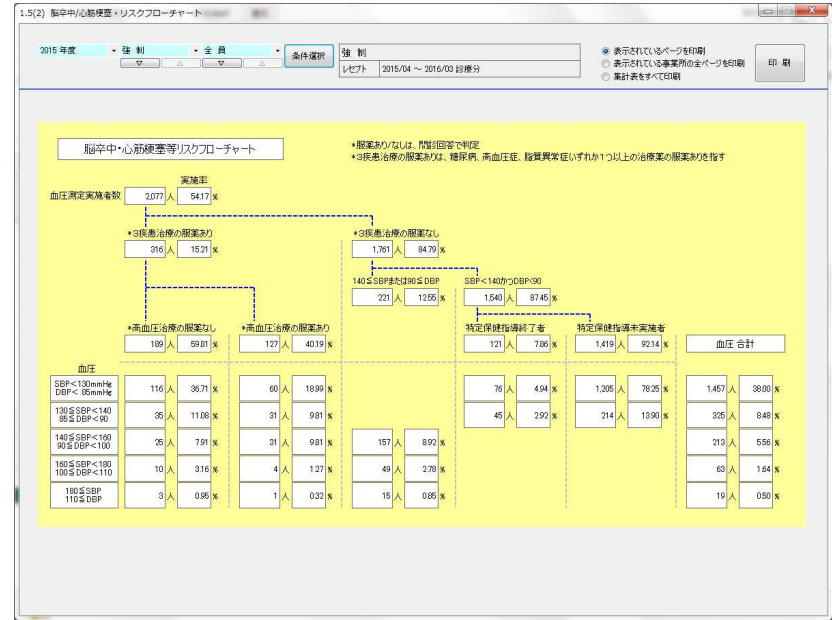 1.5(2) 脳卒中/心筋梗塞・リスクフローチャート
2015 年度 強 制 全 員 条件選択
▽ △ ▽ △
強 制
レセプト 2015/04 ～ 2016/03 診療分
表示されているページを印刷
表示されている事業所の全ページを印刷
集計表をすべて印刷
印 刷
脳卒中・心筋梗塞等リスクフローチャート
*服薬あり/なしは、問診回答で判定
*3疾患治療の服薬ありは、糖尿病、高血圧症、脂質異常症いずれか1つ以上の治療薬の服薬ありを指す
実施率
血圧測定実施者数 2,077 人 54.17 %
*3疾患治療の服薬あり *3疾患治療の服薬なし
316 人 15.21 % 1,761 人 84.79 %
140≦SBPまたは90≦DBP SBP<140かつDBP<90
221 人 12.55 % 1,540 人 87.45 %
*高血圧治療の服薬なし *高血圧治療の服薬あり 特定保健指導終了者 特定保健指導未実施者
189 人 59.81 % 127 人 40.19 % 121 人 7.86 % 1,419 人 92.14 % 血圧 合計
血圧
SBP<130mmHg
DBP< 85mmHg
116 人 36.71 % 60 人 18.99 % 76 人 4.94 % 1,205 人 78.25 % 1,457 人 38.00 %
130≦SBP<140
85≦DBP<90
35 人 11.08 % 31 人 9.81 % 45 人 2.92 % 214 人 13.90 % 325 人 8.48 %
140≦SBP<160
90≦DBP<100
25 人 7.91 % 31 人 9.81 % 157 人 8.92 % 213 人 5.56 %
160≦SBP<180
100≦DBP<110
10 人 3.16 % 4 人 1.27 % 49 人 2.78 % 63 人 1.64 %
180≦SBP
110≦DBP
3 人 0.95 % 1 人 0.32 % 15 人 0.85 % 19 人 0.50 %